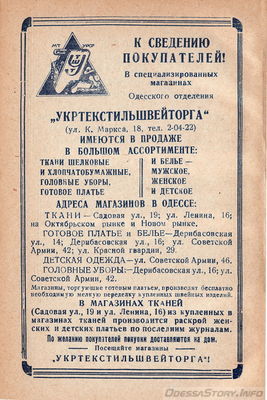 МП УССР
К СВЕДЕНИЮ
ПОКУПАТЕЛЕЙ!
В специализированных
магазинах
Одесского отделения
„УКРТЕКСТИЛЬШВЕЙТОРГА"
(ул. К. Маркса, 18, тел. 2-04-22)
ИМЕЮТСЯ В ПРОДАЖЕ
В БОЛЬШОМ АССОРТИМЕНТЕ:
ТКАНИ ШЕЛКОВЫЕ
И ХЛОПЧАТОБУМАЖНЫЕ,
ГОЛОВНЫЕ УБОРЫ,
ГОТОВОЕ ПЛАТЬЕ
И БЕЛЬЕ—
МУЖСКОЕ,
ЖЕНСКОЕ
И ДЕТСКОЕ
АДРЕСА МАГАЗИНОВ В ОДЕССЕ:
ТКАНИ—Садовая ул., 19; ул. Ленина, 16;
на Октябрьском рынке и Новом рынке.
ГОТОВОЕ ПЛАТЬЕ и БЕЛЬЕ—Дерибасовская
ул., 14; Дерибасовская ул., 16; ул. Советской
Армии, 42; ул. Красной гвардии, 29.
ДЕТСКАЯ ОДЕЖДА—ул. Советской Армии, 46.
ГОЛОВНЫЕ УБОРЫ:—Дерибасовская ул., 16; ул.
Советской Армии, 42.
Магазины, торгующие готовым платьем, производят бесплатно
необходимую мелкую переделку купленных швейных изделий.
В МАГАЗИНАХ ТКАНЕЙ
(Садовая ул., 19 и ул. Ленина, 16) из купленных в
магазинах тканей производится раскрой жен-
ских и детских платьев по последним журналам.
По желанию покупателей покупки доставляются на дом.
Посещайте магазины
„УКРТЕКСТИЛЬШВЕЙТОРГА"!
OdessaStory.Info